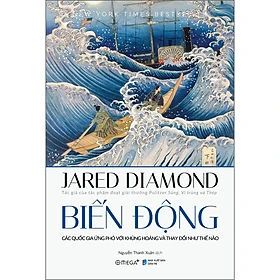 NEW YORK TIMES BESTSELLER
JARED DIAMOND
Tác giả của tác phẩm đoạt giải thưởng Pulitzer Súng, Vi trùng và Thép
BIẾN ĐỘNG
CÁC QUỐC GIA ỨNG PHÓ VỚI KHỦNG HOẢNG VÀ THAY ĐỔI NHƯ THẾ NÀO
Nguyễn Thanh Xuân dịch
OMEGA+